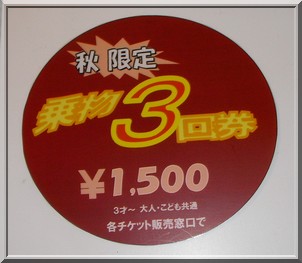 秋 限定
乗物3回券
¥1,500
3才〜 大人・こども共通
各チケット販売窓口で